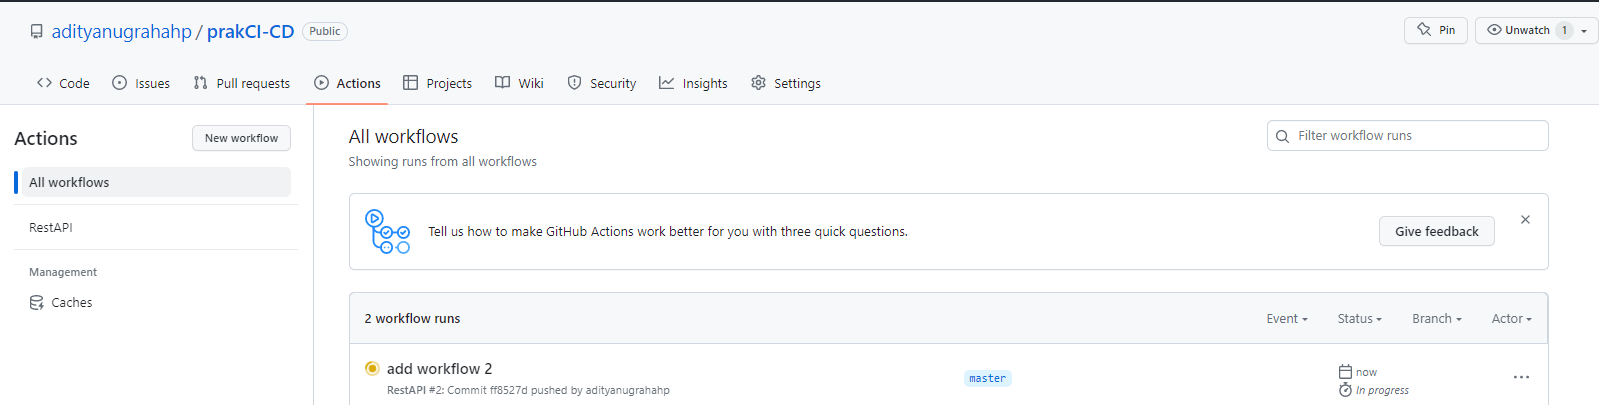 adityanugrahahp / prakCI-CD Public
Pin
Unwatch 1
Code
Issues
Pull requests
Actions
Projects
Wiki
Security
Insights
Settings
Actions
New workflow
All workflows
RestAPI
Management
Caches
All workflows
Showing runs from all workflows
Filter workflow runs
Tell us how to make GitHub Actions work better for you with three quick questions.
Give feedback
2 workflow runs
Event
Status
Branch
Actor
add workflow 2
RestAPI #2: Commit ff8527d pushed by adityanugrahahp
master
now
In progress